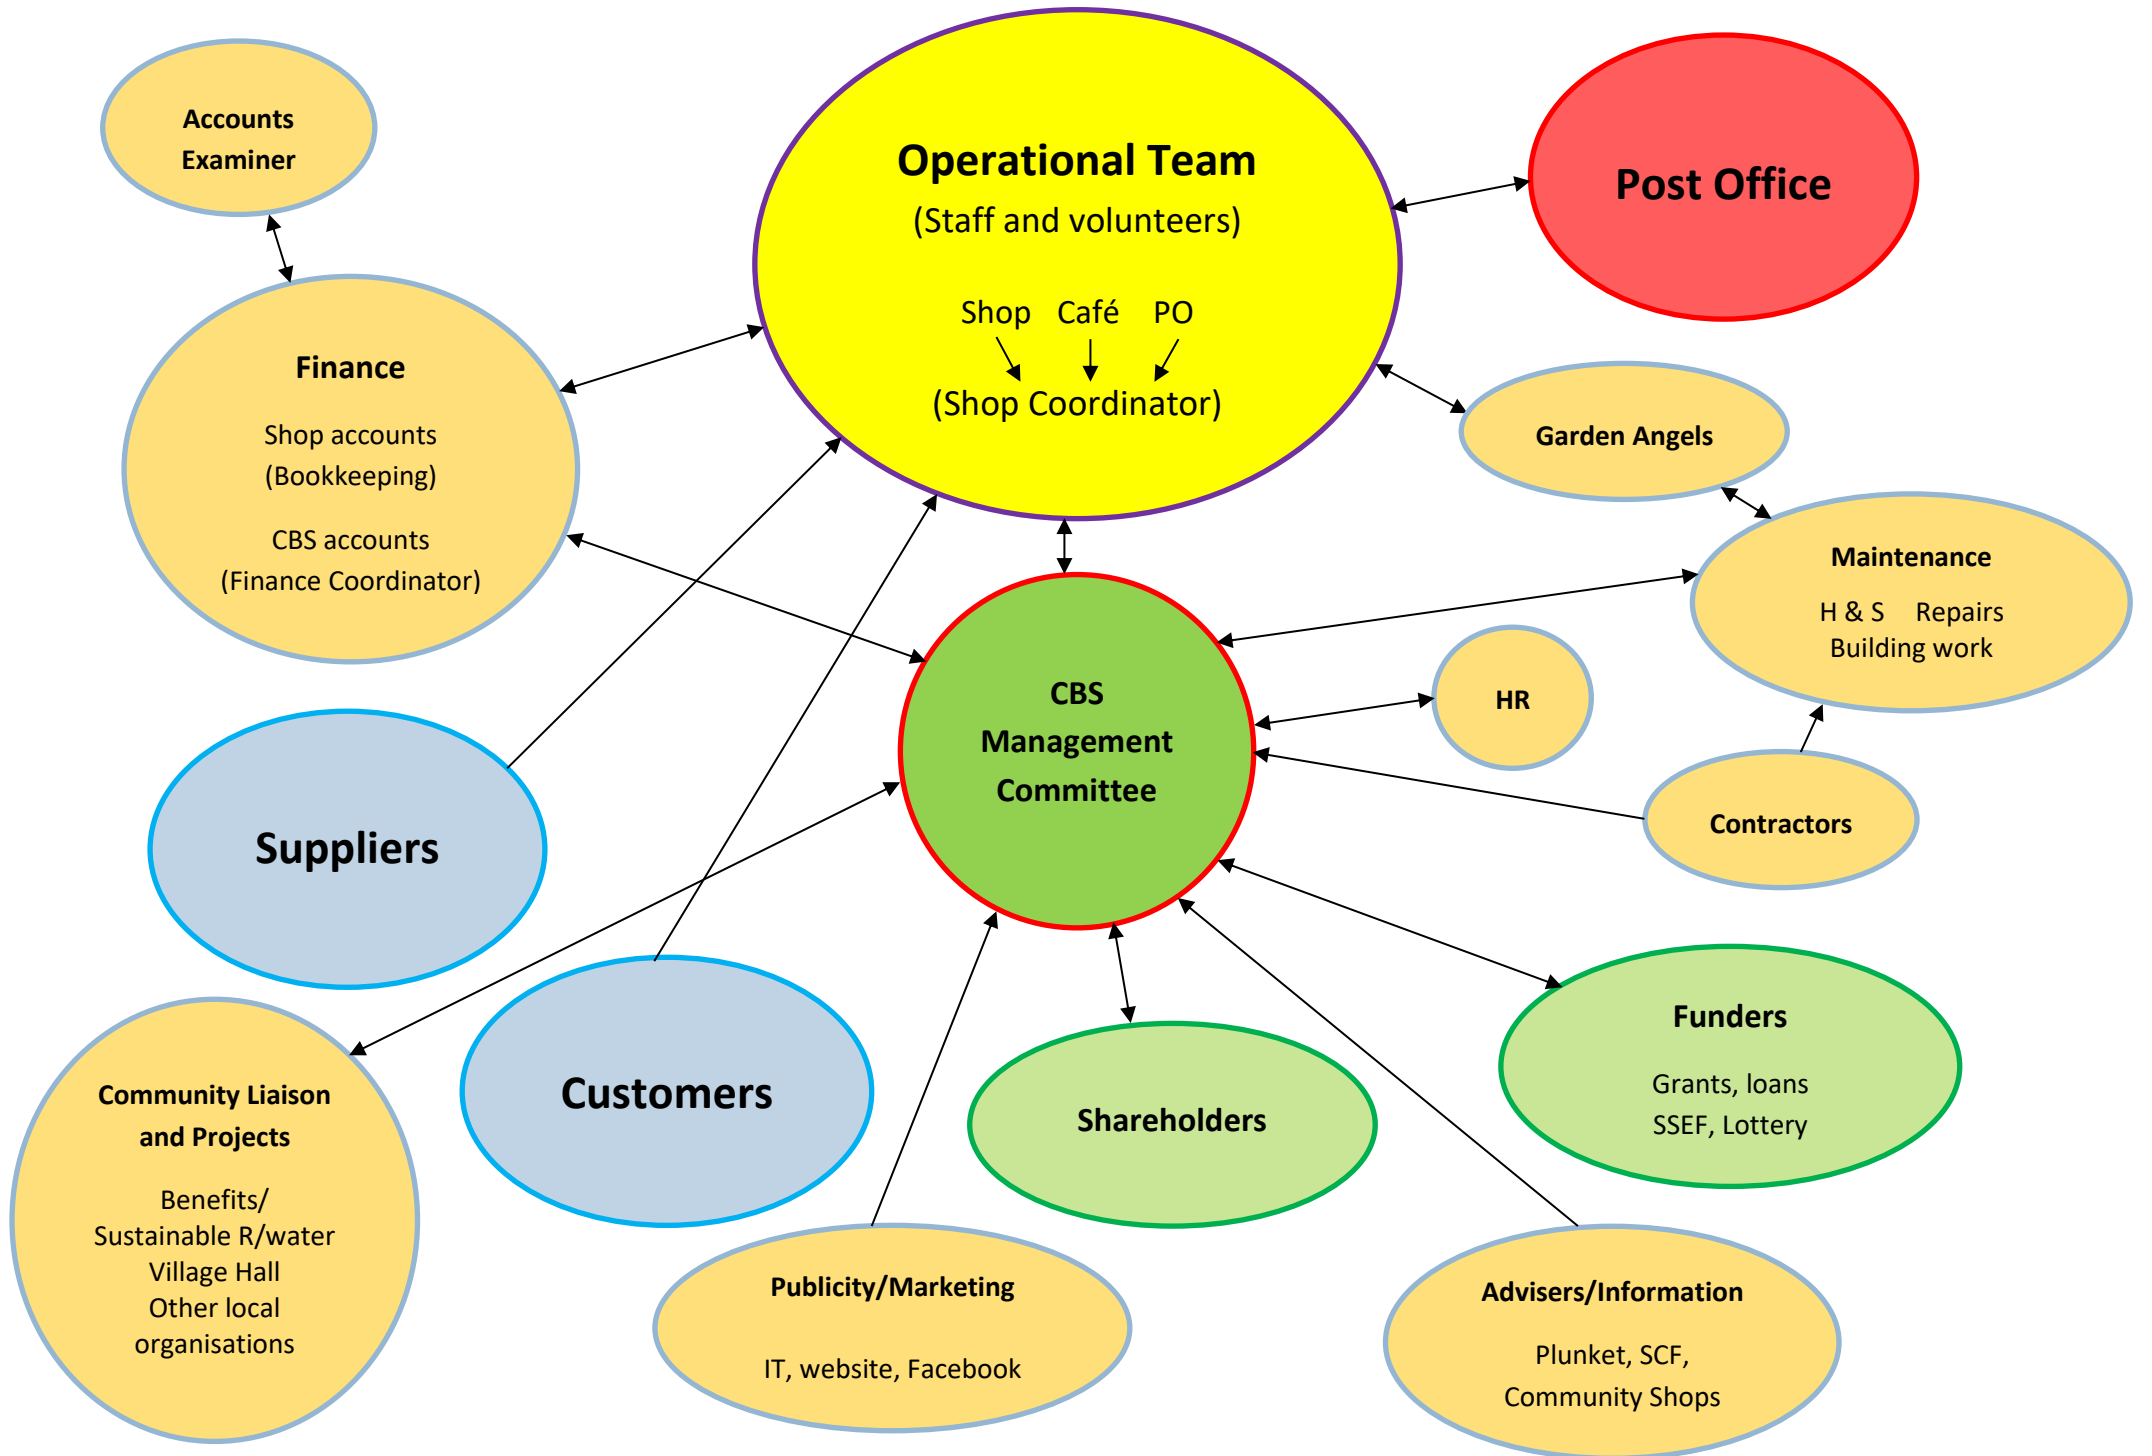 Accounts
Examiner
Operational Team
(Staff and volunteers)
Shop Café PO
(Shop Coordinator)
Post Office
Finance
Shop accounts
(Bookkeeping)
CBS accounts
(Finance Coordinator)
Garden Angels
Maintenance
H & S Repairs
Building work
HR
CBS
Management
Committee
Contractors
Suppliers
Customers
Community Liaison
and Projects
Benefits/
Sustainable R/water
Village Hall
Other local
organisations
Shareholders
Funders
Grants, loans
SSEF, Lottery
Publicity/Marketing
IT, website, Facebook
Advisers/Information
Plunket, SCF,
Community Shops